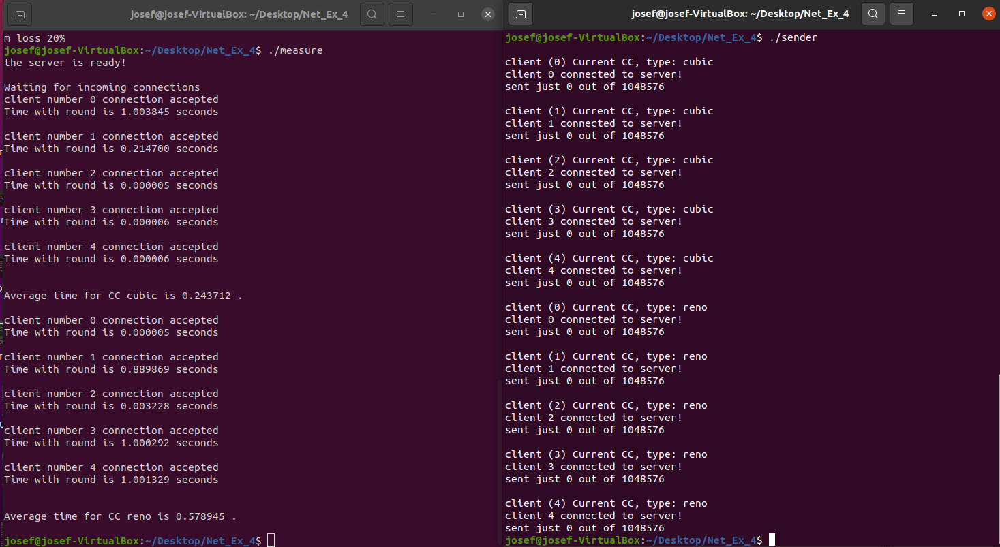 josef@josef-VirtualBox: ~/Desktop/Net_Ex_4
m loss 20%
josef@josef-VirtualBox:~/Desktop/Net_Ex_4$ ./measure
the server is ready!
Waiting for incoming connections
client number 0 connection accepted
Time with round is 1.003845 seconds
client number 1 connection accepted
Time with round is 0.214700 seconds
client number 2 connection accepted
Time with round is 0.000005 seconds
client number 3 connection accepted
Time with round is 0.000006 seconds
client number 4 connection accepted
Time with round is 0.000006 seconds
Average time for CC cubic is 0.243712 .
client number 0 connection accepted
Time with round is 0.000005 seconds
client number 1 connection accepted
Time with round is 0.889869 seconds
client number 2 connection accepted
Time with round is 0.003228 seconds
client number 3 connection accepted
Time with round is 1.000292 seconds
client number 4 connection accepted
Time with round is 1.001329 seconds
Average time for CC reno is 0.578945 .
josef@josef-VirtualBox:~/Desktop/Net_Ex_4$
josef@josef-VirtualBox: ~/Desktop/Net_Ex_4
josef@josef-VirtualBox:~/Desktop/Net_Ex_4$ ./sender
client (0) Current CC, type: cubic
client 0 connected to server!
sent just 0 out of 1048576
client (1) Current CC, type: cubic
client 1 connected to server!
sent just 0 out of 1048576
client (2) Current CC, type: cubic
client 2 connected to server!
sent just 0 out of 1048576
client (3) Current CC, type: cubic
client 3 connected to server!
sent just 0 out of 1048576
client (4) Current CC, type: cubic
client 4 connected to server!
sent just 0 out of 1048576
client (0) Current CC, type: reno
client 0 connected to server!
sent just 0 out of 1048576
client (1) Current CC, type: reno
client 1 connected to server!
sent just 0 out of 1048576
client (2) Current CC, type: reno
client 2 connected to server!
sent just 0 out of 1048576
client (3) Current CC, type: reno
client 3 connected to server!
sent just 0 out of 1048576
client (4) Current CC, type: reno
client 4 connected to server!
sent just 0 out of 1048576
josef@josef-VirtualBox:~/Desktop/Net_Ex_4$